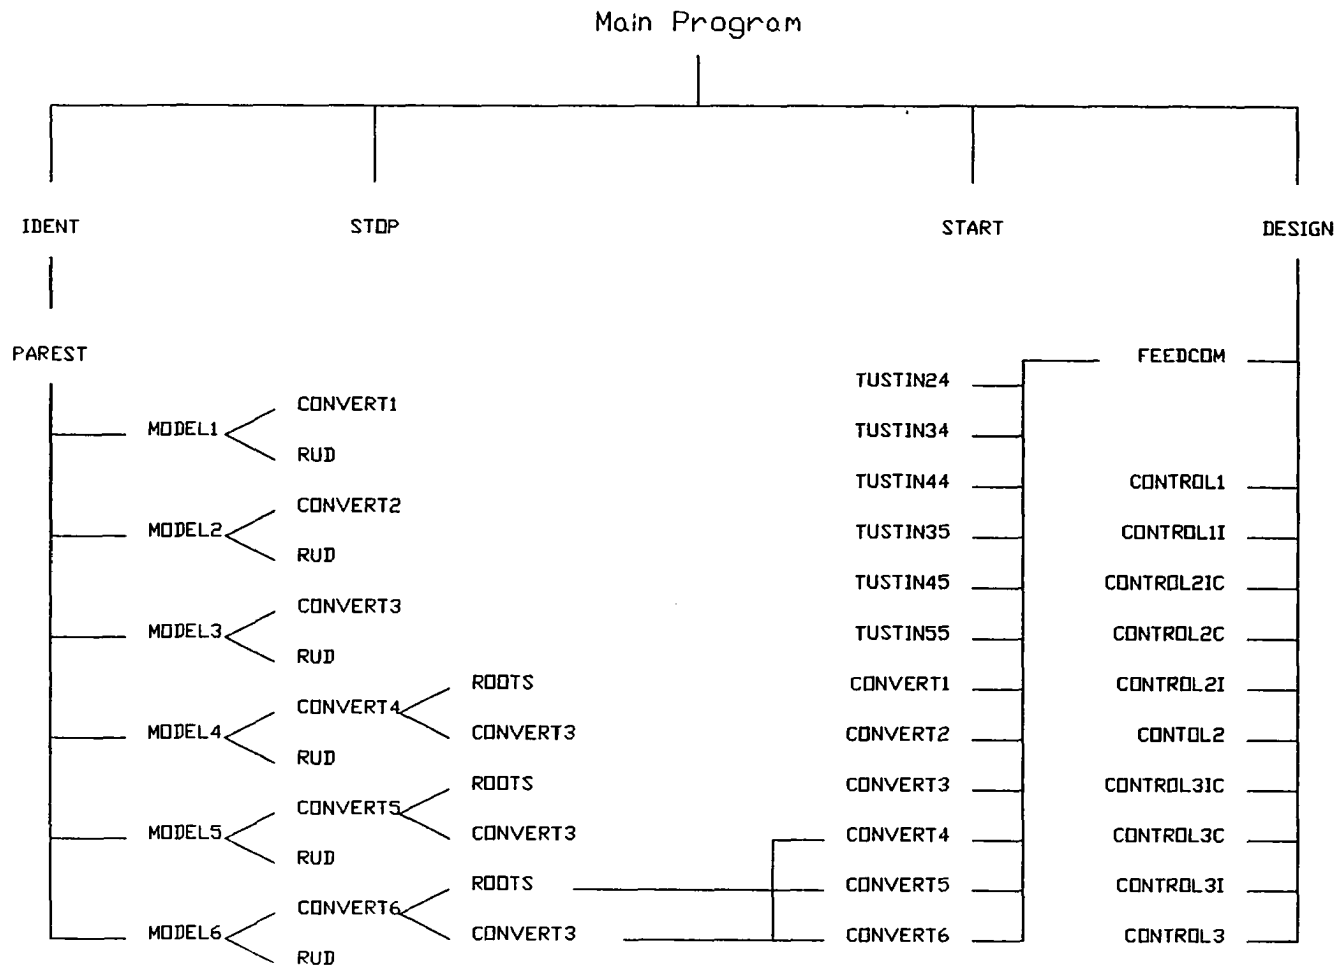 Main Program
IDENT STOP START DESIGN
PAREST FEEDCOM
TUSTIN24
CONVERT1
MODEL1 TUSTIN34
RUD
TUSTIN44 CONTROL1
CONVERT2
MODEL2 TUSTIN35 CONTROL1I
RUD
TUSTIN45 CONTROL2IC
CONVERT3
MODEL3 TUSTIN55 CONTROL2C
RUD
ROOTS CONVERT1 CONTROL2I
CONVERT4
MODEL4 CONVERT3 CONVERT2 CONTOL2
RUD
ROOTS CONVERT3 CONTROL3IC
CONVERT5
MODEL5 CONVERT3 CONVERT4 CONTROL3C
RUD
ROOTS CONVERT5 CONTROL3I
CONVERT6
MODEL6 CONVERT3 CONVERT6 CONTROL3
RUD